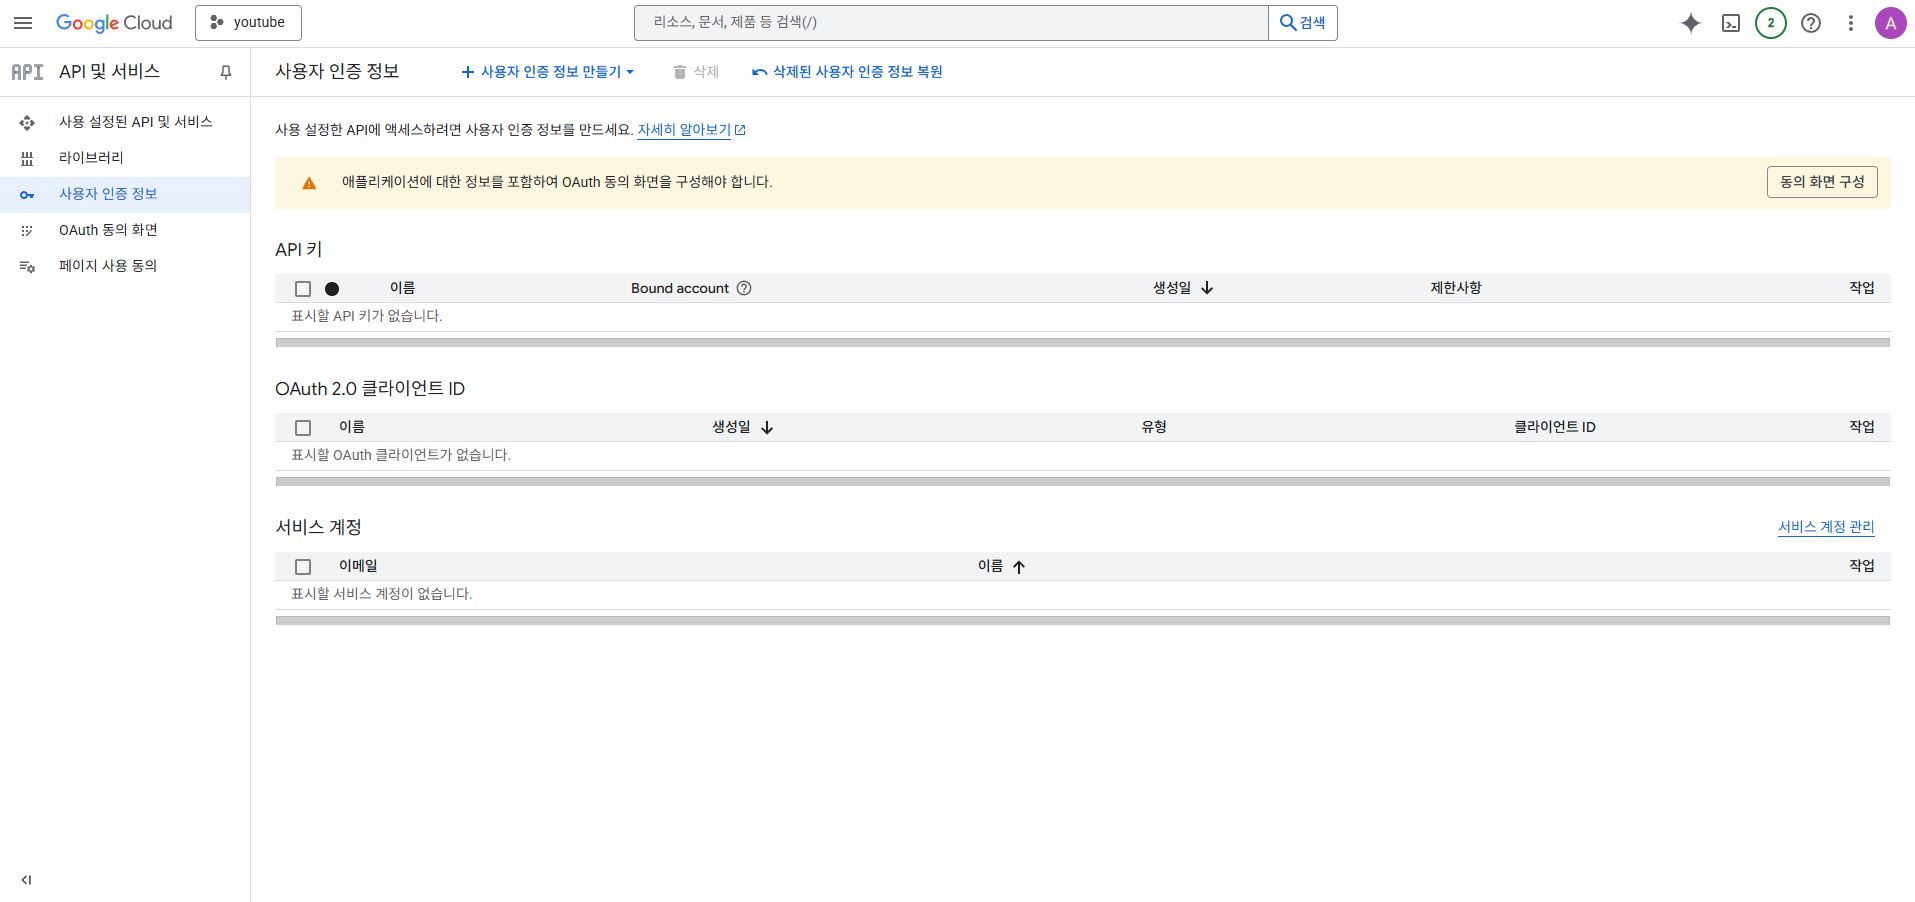 Google Cloud
youtube
리소스, 문서, 제품 등 검색(/)
검색
2
A
API
API 및 서비스
사용자 인증 정보
사용자 인증 정보 만들기
삭제
삭제된 사용자 인증 정보 복원
사용 설정된 API 및 서비스
라이브러리
사용자 인증 정보
OAuth 동의 화면
페이지 사용 동의
사용 설정한 API에 액세스하려면 사용자 인증 정보를 만드세요. 자세히 알아보기
애플리케이션에 대한 정보를 포함하여 OAuth 동의 화면을 구성해야 합니다.
동의 화면 구성
API 키
이름 Bound account 생성일 제한사항 작업
표시할 API 키가 없습니다.
OAuth 2.0 클라이언트 ID
이름 생성일 유형 클라이언트 ID 작업
표시할 OAuth 클라이언트가 없습니다.
서비스 계정
서비스 계정 관리
이메일 이름 작업
표시할 서비스 계정이 없습니다.